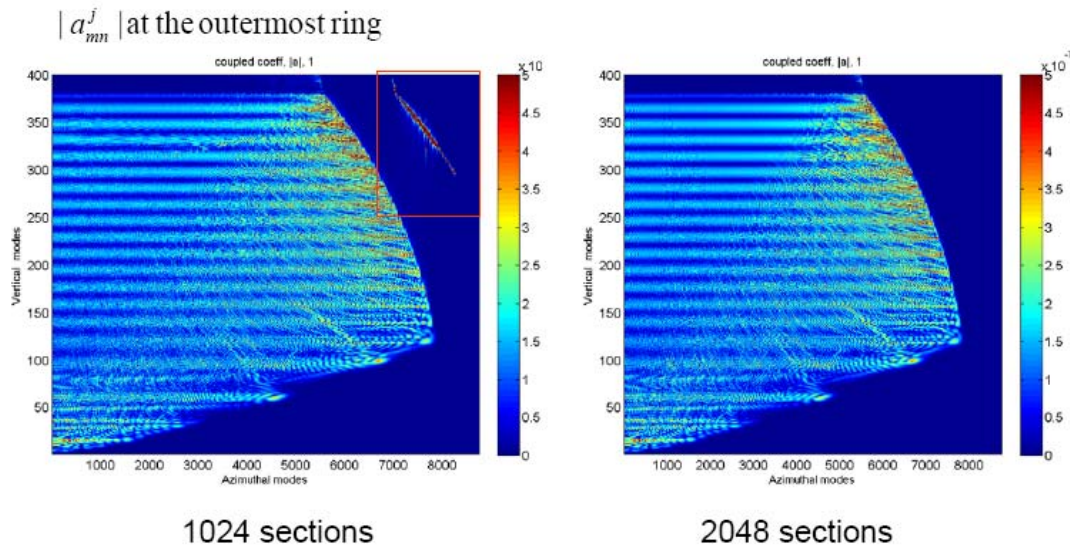 | a^j_mn | at the outermost ring
coupled coeff, |a|, 1
x 10
400
350
300
250
200
150
100
50
Vertical modes
1000 2000 3000 4000 5000 6000 7000 8000
Azimuthal modes
5
4.5
4
3.5
3
2.5
2
1.5
1
0.5
0
1024 sections
coupled coeff, |a|, 1
x 10
400
350
300
250
200
150
100
50
Vertical modes
1000 2000 3000 4000 5000 6000 7000 8000
Azimuthal modes
5
4.5
4
3.5
3
2.5
2
1.5
1
0.5
0
2048 sections